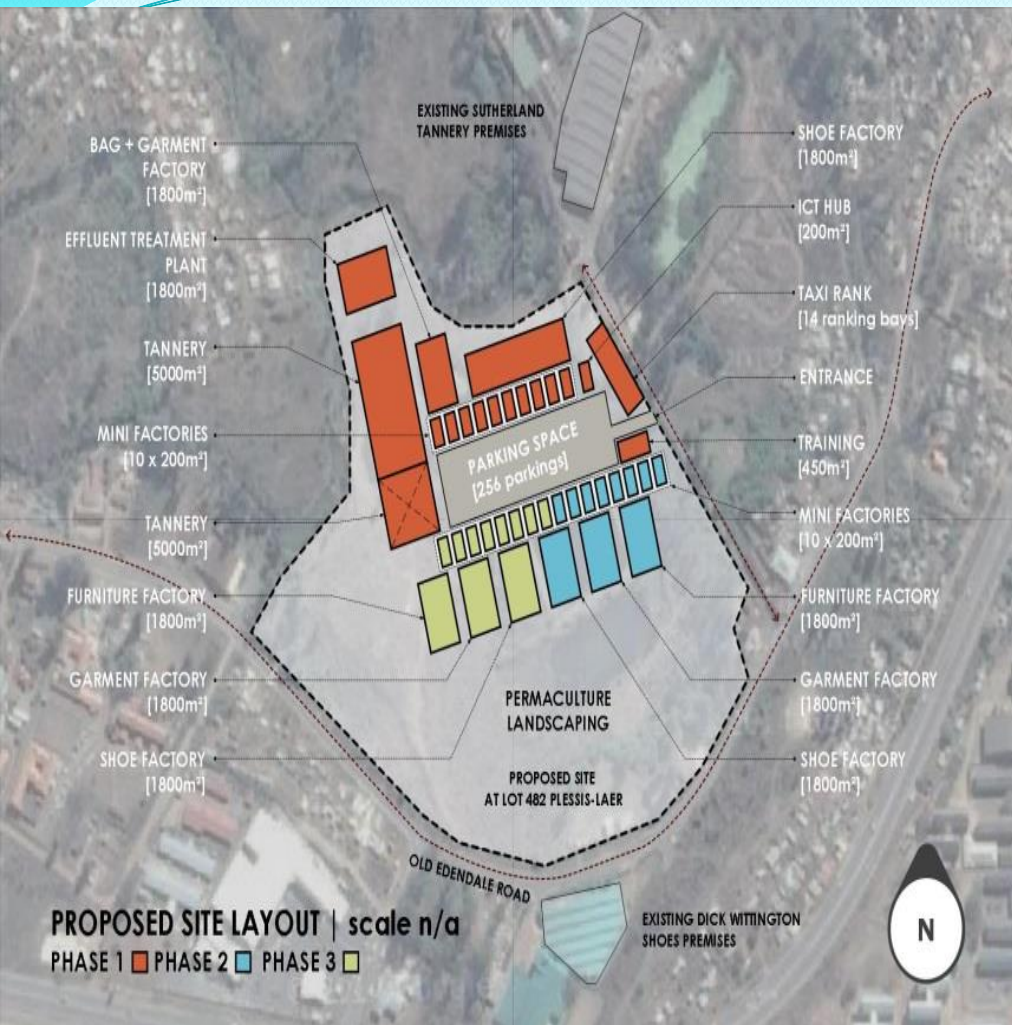 EXISTING SUTHERLAND
TANNERY PREMISES
BAG + GARMENT
FACTORY
[1800m²]
EFFLUENT TREATMENT
PLANT
[1800m²]
TANNERY
[5000m²]
MINI FACTORIES
[10 x 200m²]
TANNERY
[5000m²]
FURNITURE FACTORY
[1800m²]
GARMENT FACTORY
[1800m²]
SHOE FACTORY
[1800m²]
SHOE FACTORY
[1800m²]
ICT HUB
[200m²]
TAXI RANK
[14 ranking bays]
ENTRANCE
TRAINING
[450m²]
MINI FACTORIES
[10 x 200m²]
FURNITURE FACTORY
[1800m²]
GARMENT FACTORY
[1800m²]
SHOE FACTORY
[1800m²]
PARKING SPACE
[256 parkings]
PERMACULTURE
LANDSCAPING
PROPOSED SITE
AT LOT 482 PLESSIS-LAER
OLD EDENDALE ROAD
EXISTING DICK WITTINGTON
SHOES PREMISES
PROPOSED SITE LAYOUT | scale n/a
PHASE 1 PHASE 2 PHASE 3
N